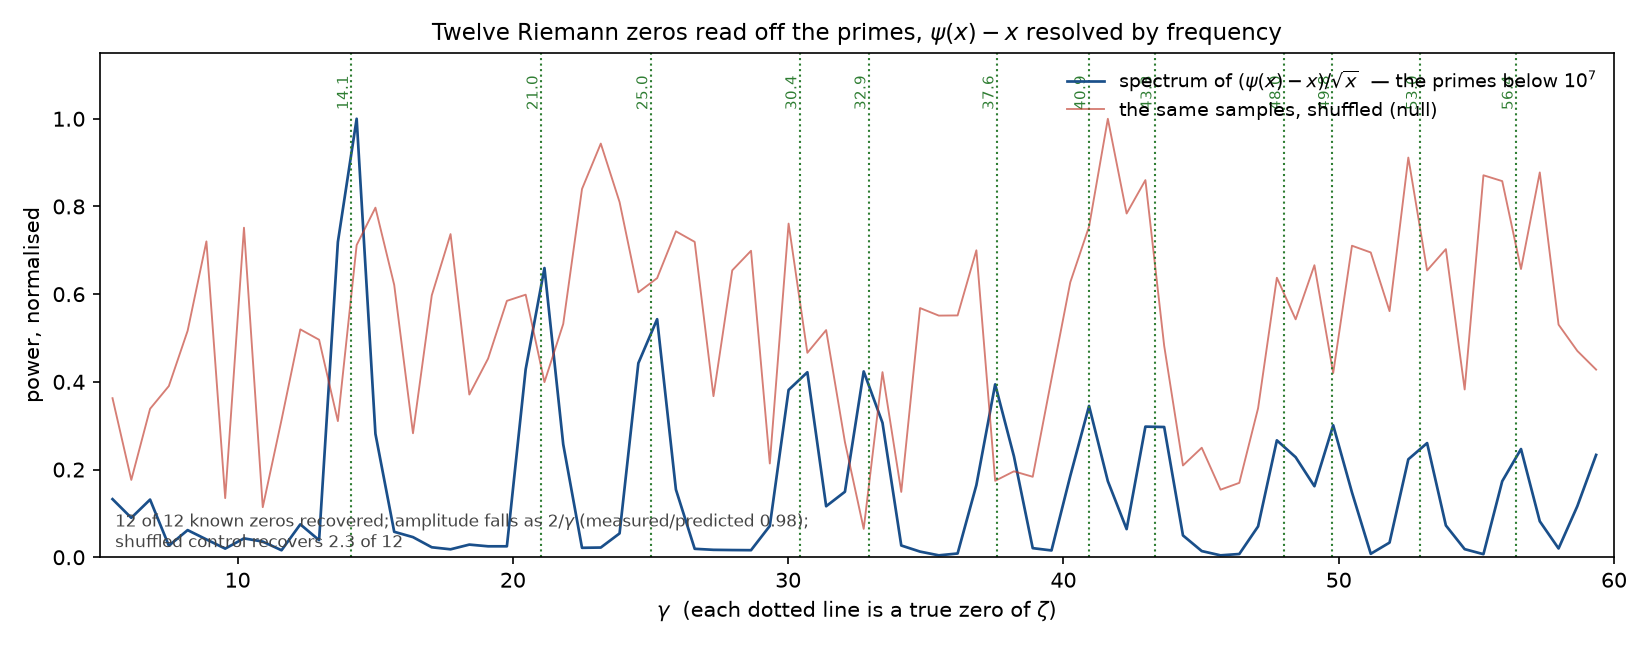 Twelve Riemann zeros read off the primes, ψ(x) − x resolved by frequency
14.1
21.0
25.0
30.4
32.9
37.6
40.9
spectrum of (ψ(x) − x)/√x — the primes below 10⁷
the same samples, shuffled (null)
power, normalised
1.0
0.8
0.6
0.4
0.2
0.0
12 of 12 known zeros recovered; amplitude falls as 2/γ (measured/predicted 0.98);
shuffled control recovers 2.3 of 12
10
20
30
40
50
60
γ (each dotted line is a true zero of ζ)